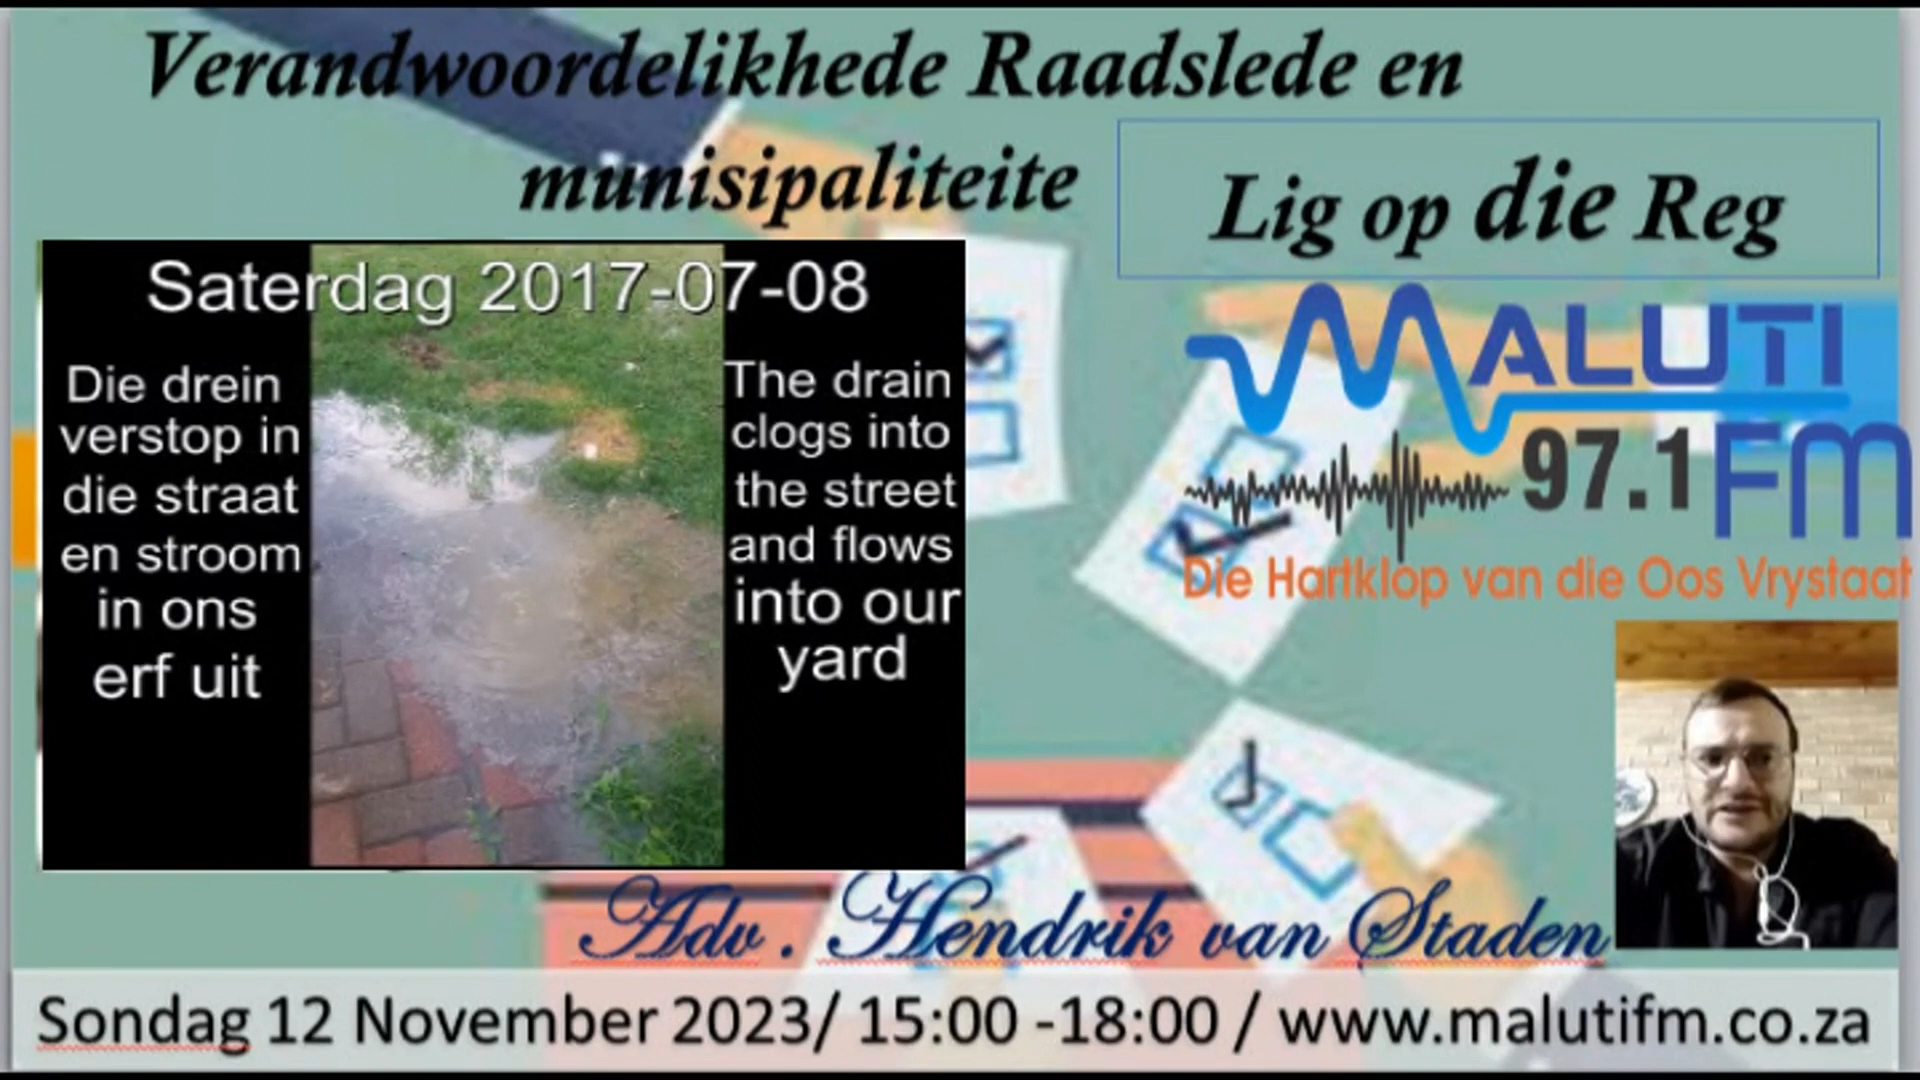 Verandwoordelikhede Raadslede en
munisipaliteite
Lig op die Reg
Saterdag 2017-07-08
Die drein
verstop in
die straat
en stroom
in ons
erf uit
The drain
clogs into
the street
and flows
into our
yard
MALUTI
97.1 FM
Die Hartklop van die Oos Vrystaat
Adv . Hendrik van Staden
Sondag 12 November 2023/ 15:00 -18:00 / www.malutifm.co.za